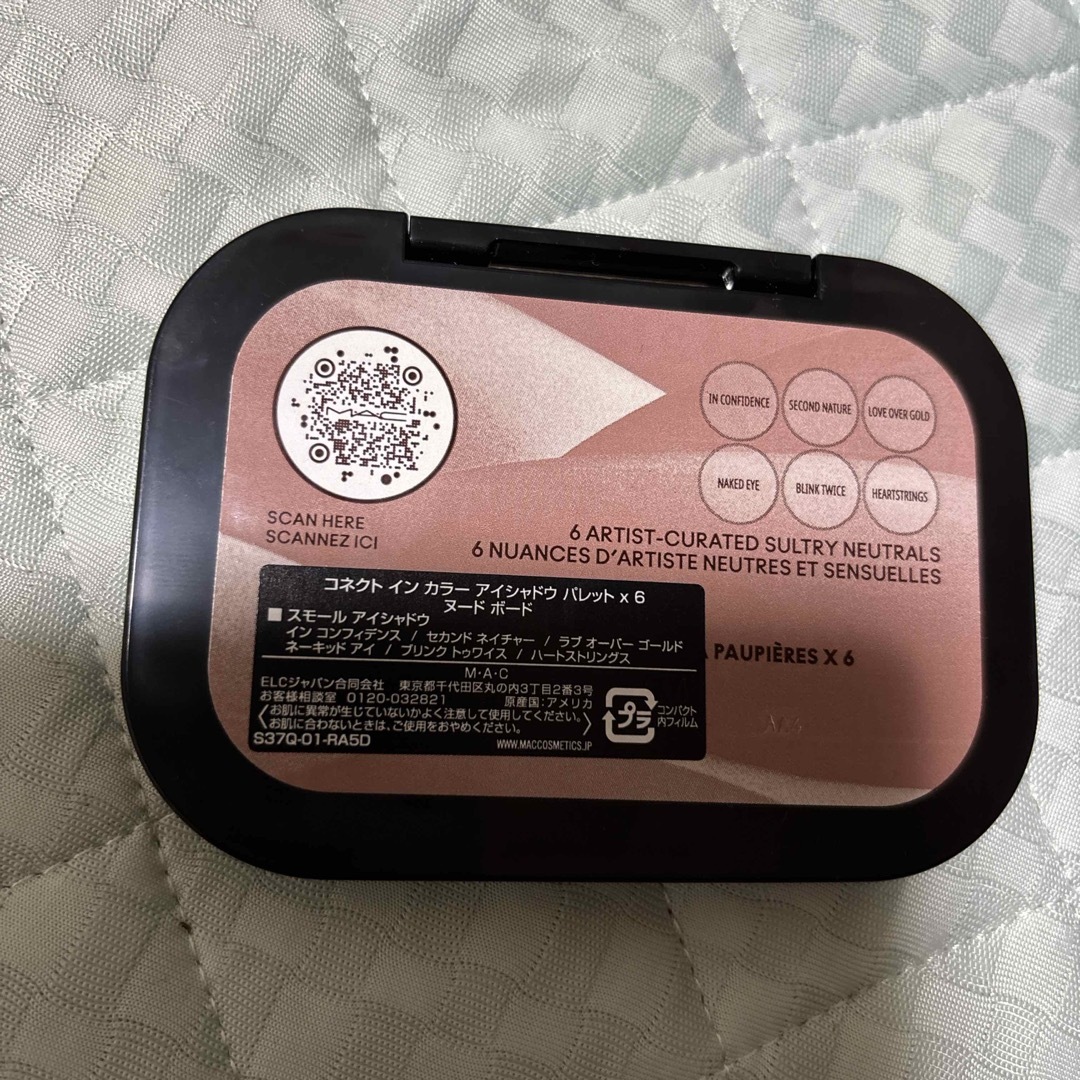 MAC
SCAN HERE
SCANNEZ ICI
IN CONFIDENCE
SECOND NATURE
LOVE OVER GOLD
NAKED EYE
BLINK TWICE
HEARTSTRINGS
6 ARTIST-CURATED SULTRY NEUTRALS
6 NUANCES D'ARTISTE NEUTRES ET SENSUELLES
PAUPIÈRES X 6
コネクト イン カラー アイシャドウ パレット x 6
ヌード ボード
■ スモール アイシャドウ
イン コンフィデンス / セカンド ネイチャー / ラブ オーバー ゴールド
ネーキッド アイ / ブリンク トゥワイス / ハートストリングス
M・A・C
ELCジャパン合同会社 東京都千代田区丸の内3丁目2番3号
お客様相談室 0120-032821 原産国:アメリカ
お肌に異常が生じていないかよく注意して使用してください。
お肌に合わないときは、ご使用をおやめください。
S37Q-01-RA5D
WWW.MACCOSMETICS.JP
プラ
コンパクト
内フィルム